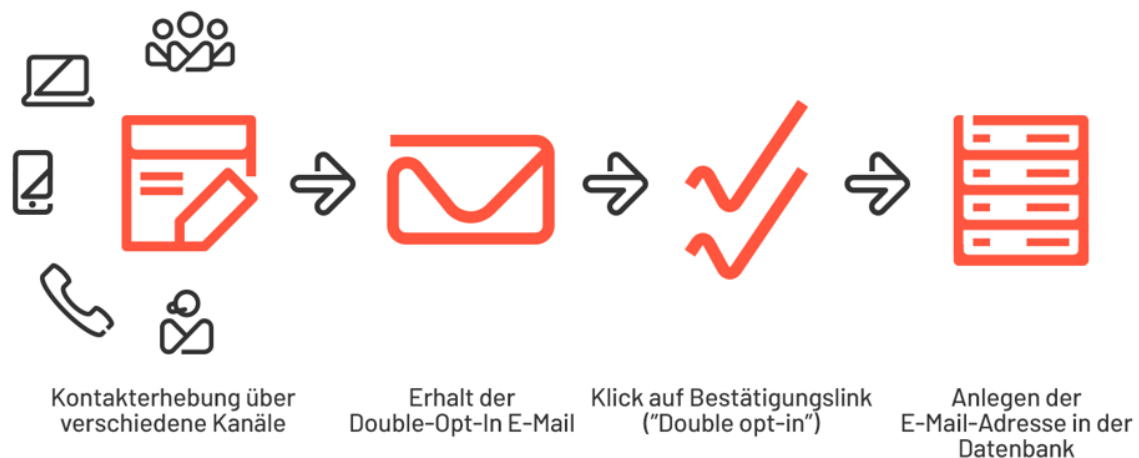 Kontakterhebung über
verschiedene Kanäle
Erhalt der
Double-Opt-In E-Mail
Klick auf Bestätigungslink
("Double opt-in")
Anlegen der
E-Mail-Adresse in der
Datenbank